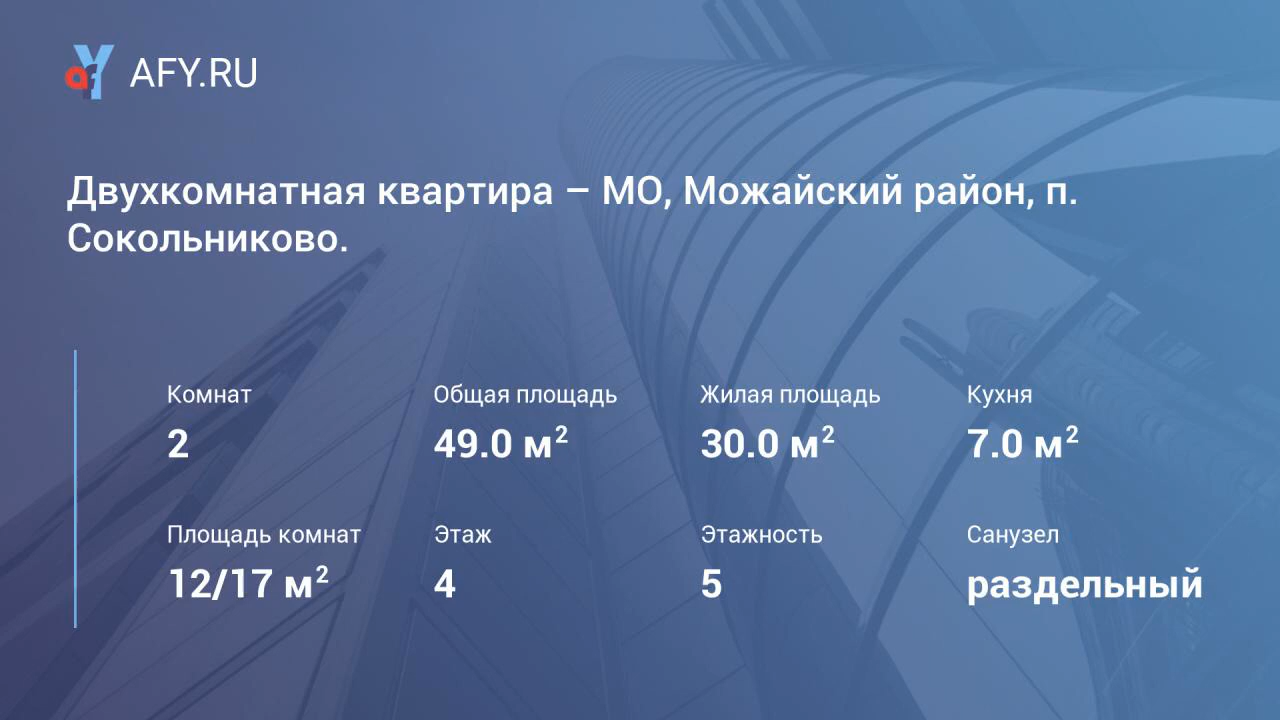 afy AFY.RU
Двухкомнатная квартира – МО, Можайский район, п.
Сокольниково.
Комнат Общая площадь Жилая площадь Кухня
2 49.0 м² 30.0 м² 7.0 м²
Площадь комнат Этаж Этажность Санузел
12/17 м² 4 5 раздельный